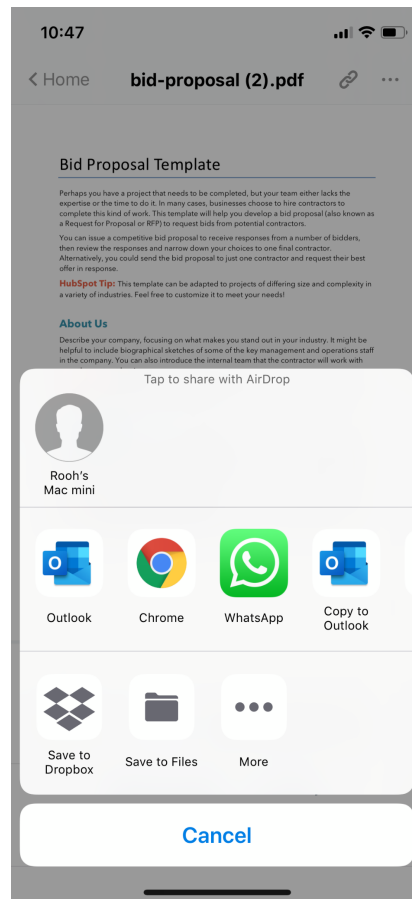 10:47
Home
bid-proposal (2).pdf
Bid Proposal Template
Perhaps you have a project that needs to be completed, but your team either lacks the
expertise or the time to do it. In many cases, businesses choose to hire contractors to
complete this kind of work. This template will help you develop a bid proposal (also known as
a Request for Proposal or RFP) to request bids from potential contractors.
You can issue a competitive bid proposal to receive responses from a number of bidders,
then review the responses and narrow down your choices to one final contractor.
Alternatively, you could send the bid proposal to just one contractor and request their best
offer in response.
HubSpot Tip: This template can be adapted to projects of differing size and complexity in
a variety of industries. Feel free to customize it to meet your needs!
About Us
Describe your company, focusing on what makes you stand out in your industry. It might be
helpful to include biographical sketches of some of the key management and operations staff
in the company. You can also introduce the internal team that the contractor will work with
Tap to share with AirDrop
Rooh's
Mac mini
Outlook
Chrome
WhatsApp
Copy to
Outlook
Save to
Dropbox
Save to Files
More
Cancel